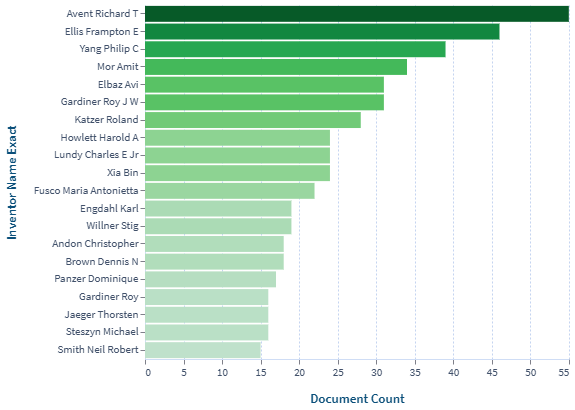 Avent Richard T
Ellis Frampton E
Yang Philip C
Mor Amit
Elbaz Avi
Gardiner Roy J W
Katzer Roland
Howlett Harold A
Lundy Charles E Jr
Xia Bin
Fusco Maria Antonietta
Engdahl Karl
Willner Stig
Andon Christopher
Brown Dennis N
Panzer Dominique
Gardiner Roy
Jaeger Thorsten
Steszyn Michael
Smith Neil Robert
Inventor Name Exact
0 5 10 15 20 25 30 35 40 45 50 55
Document Count